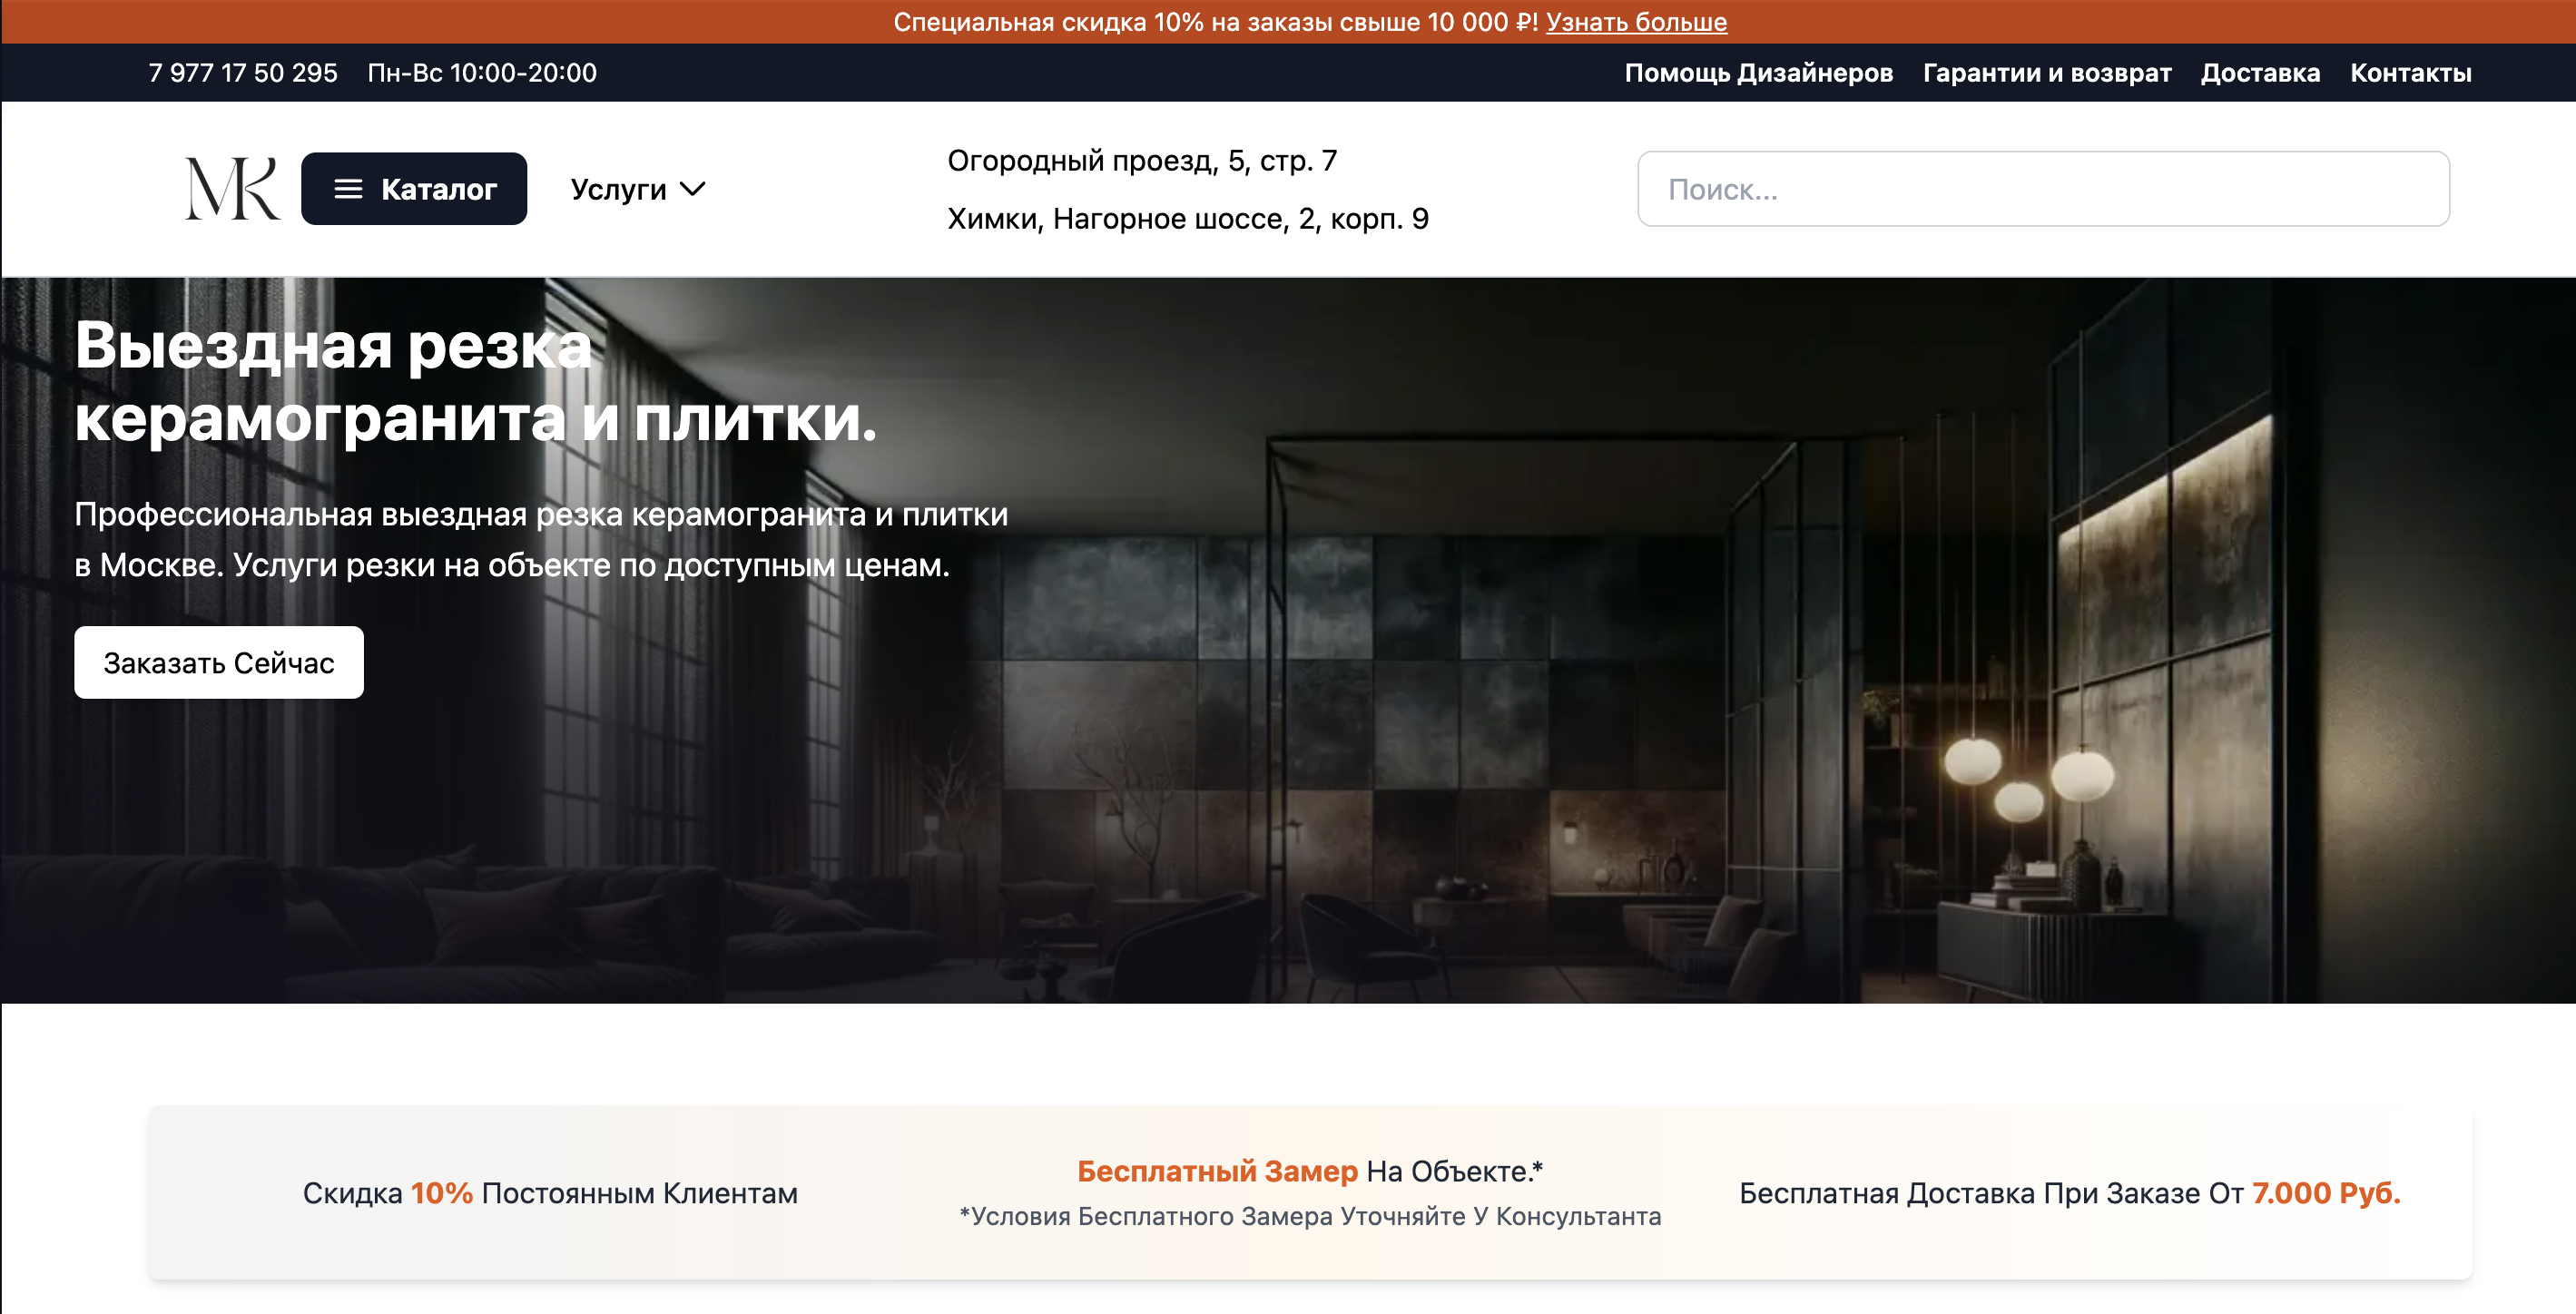 Специальная скидка 10% на заказы свыше 10 000 ₽! Узнать больше
7 977 17 50 295 Пн-Вс 10:00-20:00 Помощь Дизайнеров Гарантии и возврат Доставка Контакты
МК Каталог Услуги
Огородный проезд, 5, стр. 7
Химки, Нагорное шоссе, 2, корп. 9
Поиск...
Выездная резка
керамогранита и плитки.
Профессиональная выездная резка керамогранита и плитки
в Москве. Услуги резки на объекте по доступным ценам.
Заказать Сейчас
Скидка 10% Постоянным Клиентам
Бесплатный Замер На Объекте.*
*Условия Бесплатного Замера Уточняйте У Консультанта
Бесплатная Доставка При Заказе От 7.000 Руб.